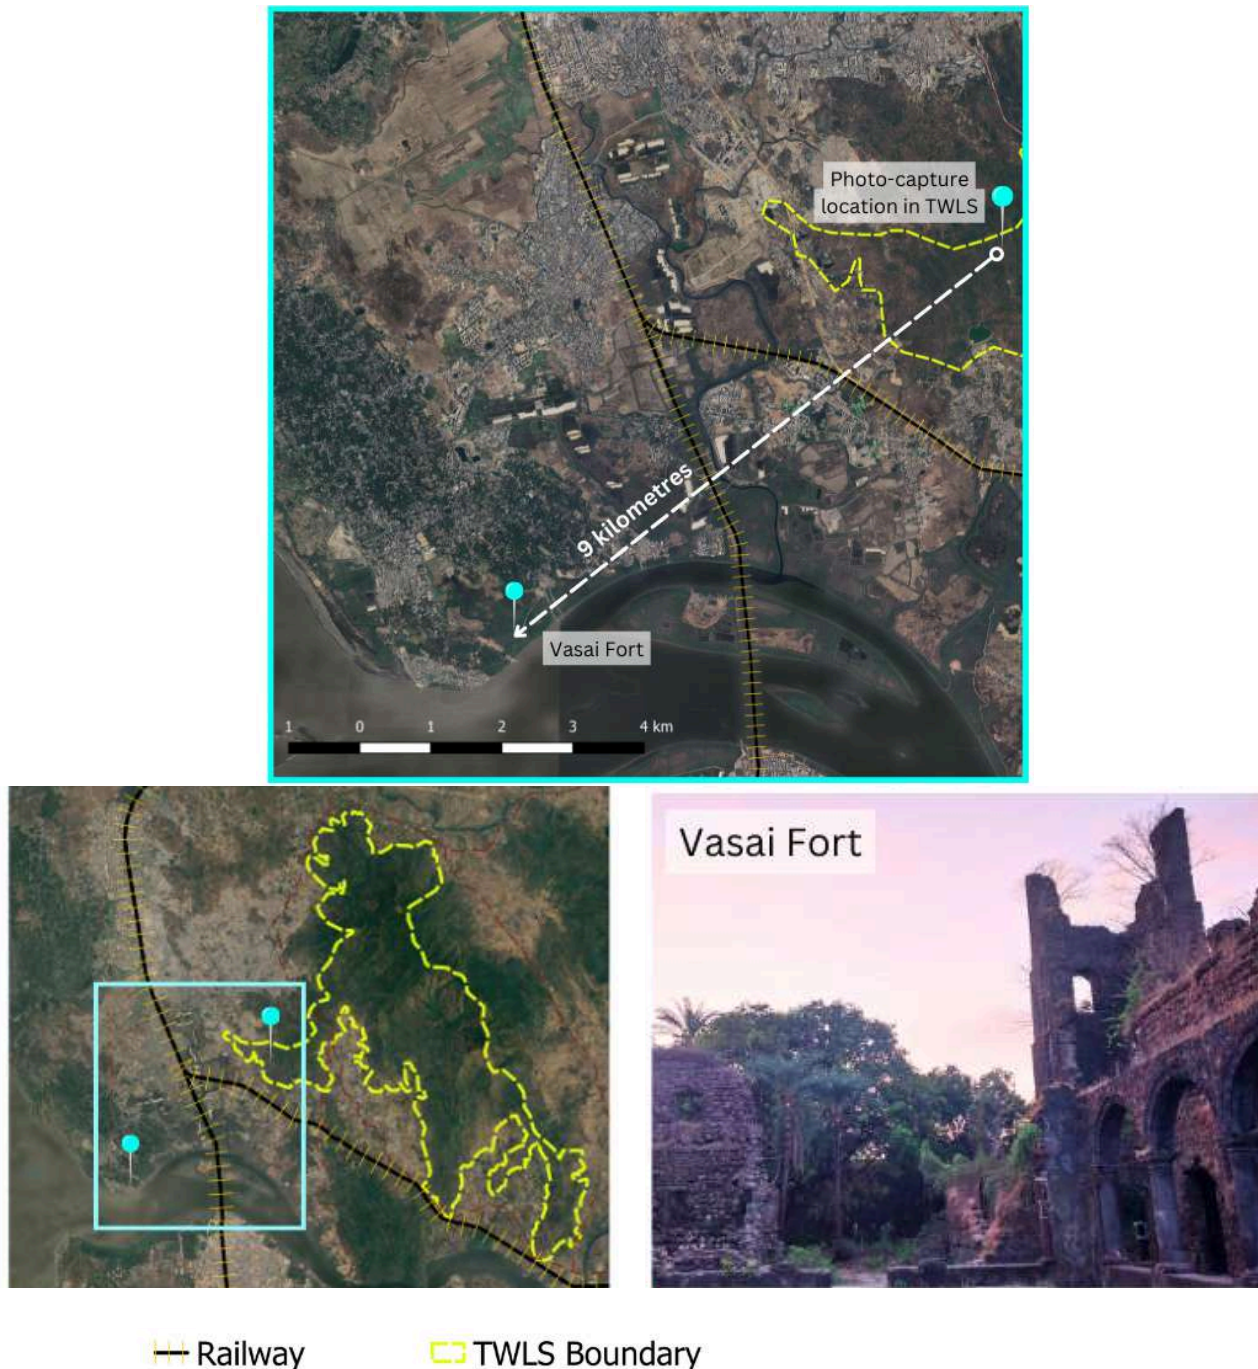 Photo-capture
location in TWLS
9 kilometres
Vasai Fort
1 0 1 2 3 4 km
Vasai Fort
Railway
TWLS Boundary